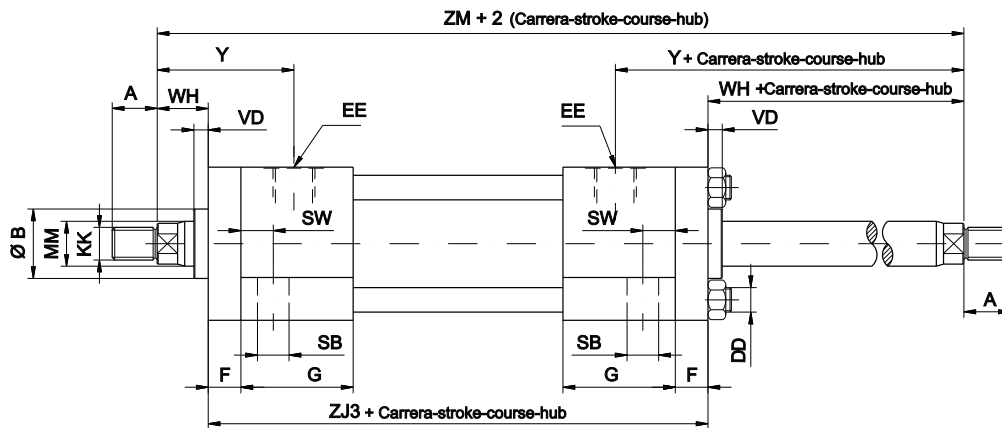 ZM + 2 (Carrera-stroke-course-hub)
Y
Y + Carrera-stroke-course-hub
A
WH
WH +Carrera-stroke-course-hub
VD
EE
EE
VD
SW
SW
Ø B
MM
KK
A
SB
SB
DD
F
G
G
F
ZJ3 + Carrera-stroke-course-hub